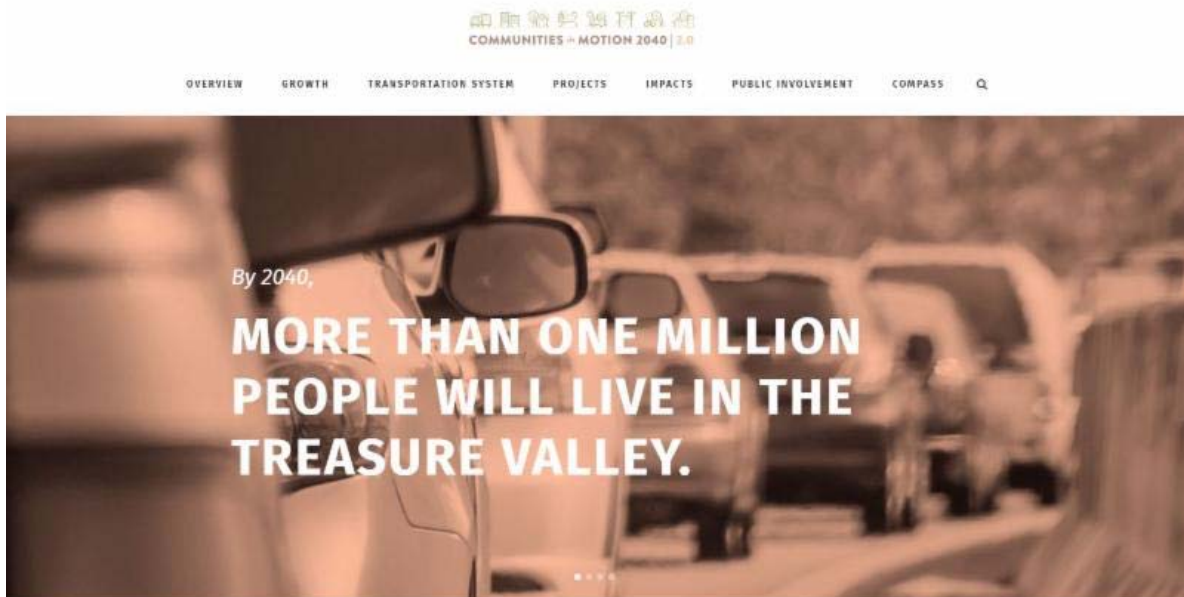 COMMUNITIES in MOTION 2040 | 2.0
OVERVIEW GROWTH TRANSPORTATION SYSTEM PROJECTS IMPACTS PUBLIC INVOLVEMENT COMPASS
By 2040,
MORE THAN ONE MILLION
PEOPLE WILL LIVE IN THE
TREASURE VALLEY.